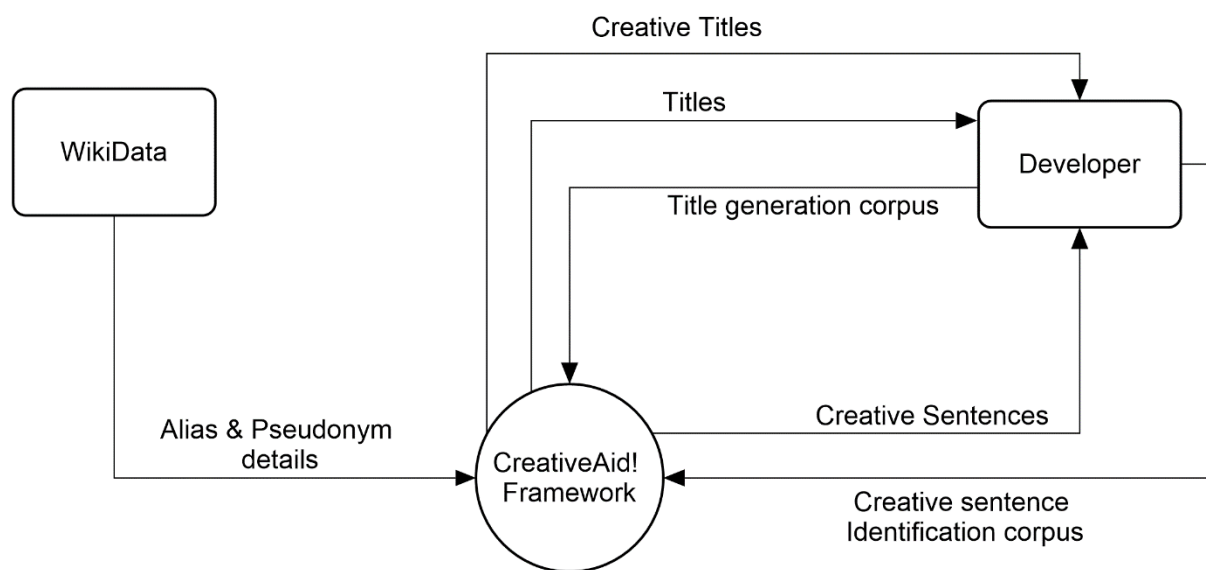 Creative Titles
Titles
WikiData
Developer
Title generation corpus
Creative Sentences
Alias & Pseudonym
details
CreativeAid!
Framework
Creative sentence
Identification corpus